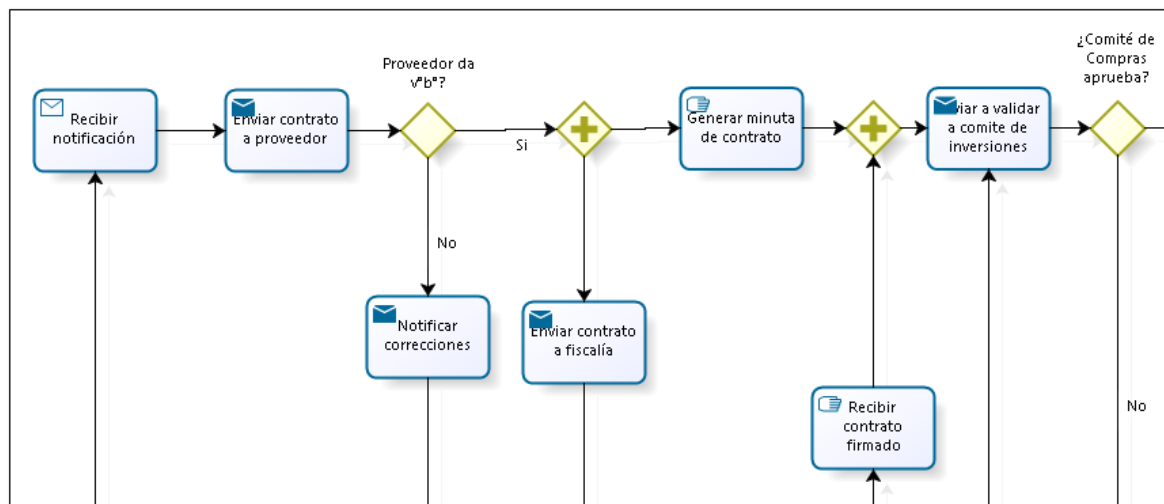 ¿Comité de
Compras
aprueba?
Proveedor da
v°b°?
Recibir
notificación
Enviar contrato
a proveedor
Si
Generar minuta
de contrato
viar a validar
a comite de
inversiones
No
Notificar
correcciones
Enviar contrato
a fiscalía
Recibir
contrato
firmado
No